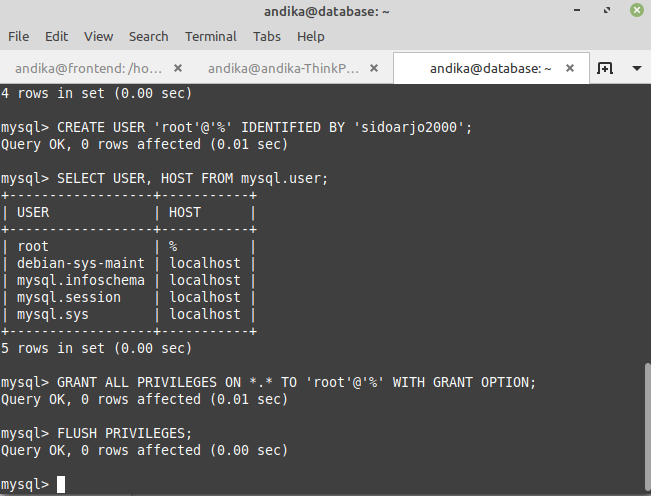 andika@database: ~
File Edit View Search Terminal Tabs Help
andika@frontend: /ho... andika@andika-ThinkP... andika@database: ~
4 rows in set (0.00 sec)
mysql> CREATE USER 'root'@'%' IDENTIFIED BY 'sidoarjo2000';
Query OK, 0 rows affected (0.01 sec)
mysql> SELECT USER, HOST FROM mysql.user;
+------------------+-----------+
| USER             | HOST      |
+------------------+-----------+
| root             | %         |
| debian-sys-maint | localhost |
| mysql.infoschema | localhost |
| mysql.session    | localhost |
| mysql.sys        | localhost |
+------------------+-----------+
5 rows in set (0.00 sec)
mysql> GRANT ALL PRIVILEGES ON *.* TO 'root'@'%' WITH GRANT OPTION;
Query OK, 0 rows affected (0.01 sec)
mysql> FLUSH PRIVILEGES;
Query OK, 0 rows affected (0.00 sec)
mysql>